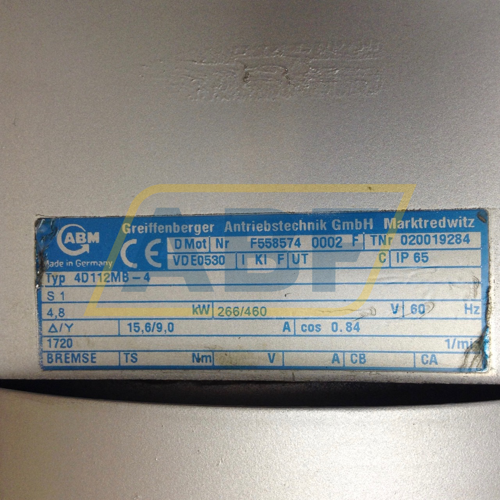 Greiffenberger Antriebstechnik GmbH Marktredwitz
ABM
Made in Germany
CE
D Mot Nr F558574 0002 F TNr 020019284
VDE0530 I KI F UT C IP 65
Typ 4D112MB-4
S 1
4,8 kW 266/460 V 60 Hz
Δ/Y 15,6/9,0 A cos 0.84
1720 1/min
BREMSE TS Nm V A CB CA
ABF